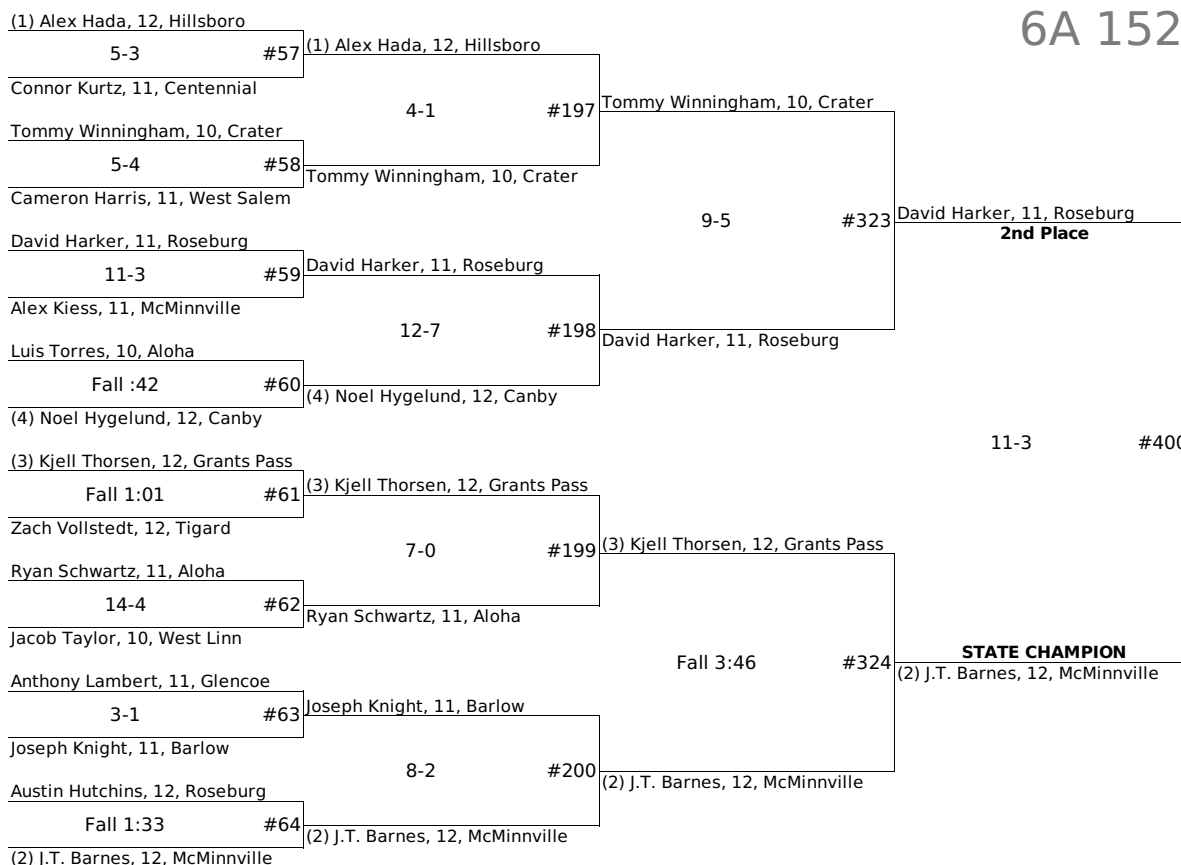 6A 152
(1) Alex Hada, 12, Hillsboro
5-3 #57
Connor Kurtz, 11, Centennial
Tommy Winningham, 10, Crater
5-4 #58
Cameron Harris, 11, West Salem
David Harker, 11, Roseburg
11-3 #59
Alex Kiess, 11, McMinnville
Luis Torres, 10, Aloha
Fall :42 #60
(4) Noel Hygelund, 12, Canby
(3) Kjell Thorsen, 12, Grants Pass
Fall 1:01 #61
Zach Vollstedt, 12, Tigard
Ryan Schwartz, 11, Aloha
14-4 #62
Jacob Taylor, 10, West Linn
Anthony Lambert, 11, Glencoe
3-1 #63
Joseph Knight, 11, Barlow
Austin Hutchins, 12, Roseburg
Fall 1:33 #64
(2) J.T. Barnes, 12, McMinnville
(1) Alex Hada, 12, Hillsboro
4-1 #197
Tommy Winningham, 10, Crater
David Harker, 11, Roseburg
12-7 #198
(4) Noel Hygelund, 12, Canby
(3) Kjell Thorsen, 12, Grants Pass
7-0 #199
Ryan Schwartz, 11, Aloha
Joseph Knight, 11, Barlow
8-2 #200
(2) J.T. Barnes, 12, McMinnville
Tommy Winningham, 10, Crater
9-5 #323
David Harker, 11, Roseburg
(3) Kjell Thorsen, 12, Grants Pass
Fall 3:46 #324
(2) J.T. Barnes, 12, McMinnville
David Harker, 11, Roseburg
2nd Place
11-3 #400
STATE CHAMPION
(2) J.T. Barnes, 12, McMinnville